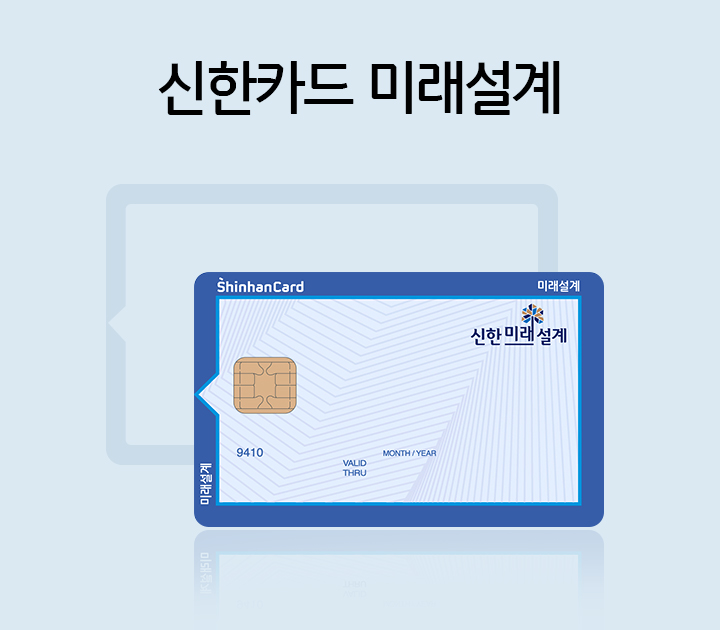 신한카드 미래설계
ShinhanCard
미래설계
신한미래설계
9410
MONTH / YEAR
VALID
THRU
미래설계